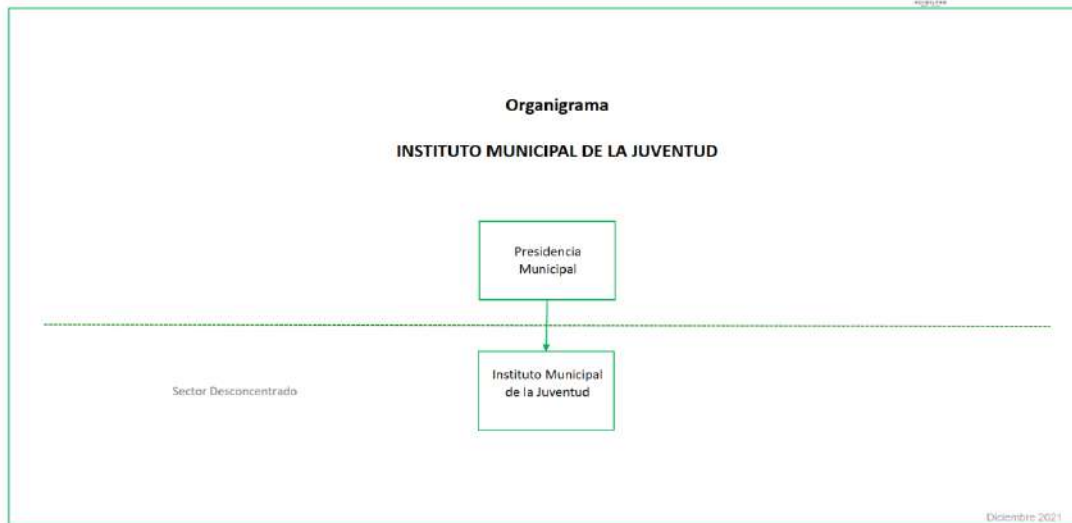 Organigrama
INSTITUTO MUNICIPAL DE LA JUVENTUD
Presidencia
Municipal
Instituto Municipal
de la Juventud
Sector Desconcentrado
Diciembre 2021